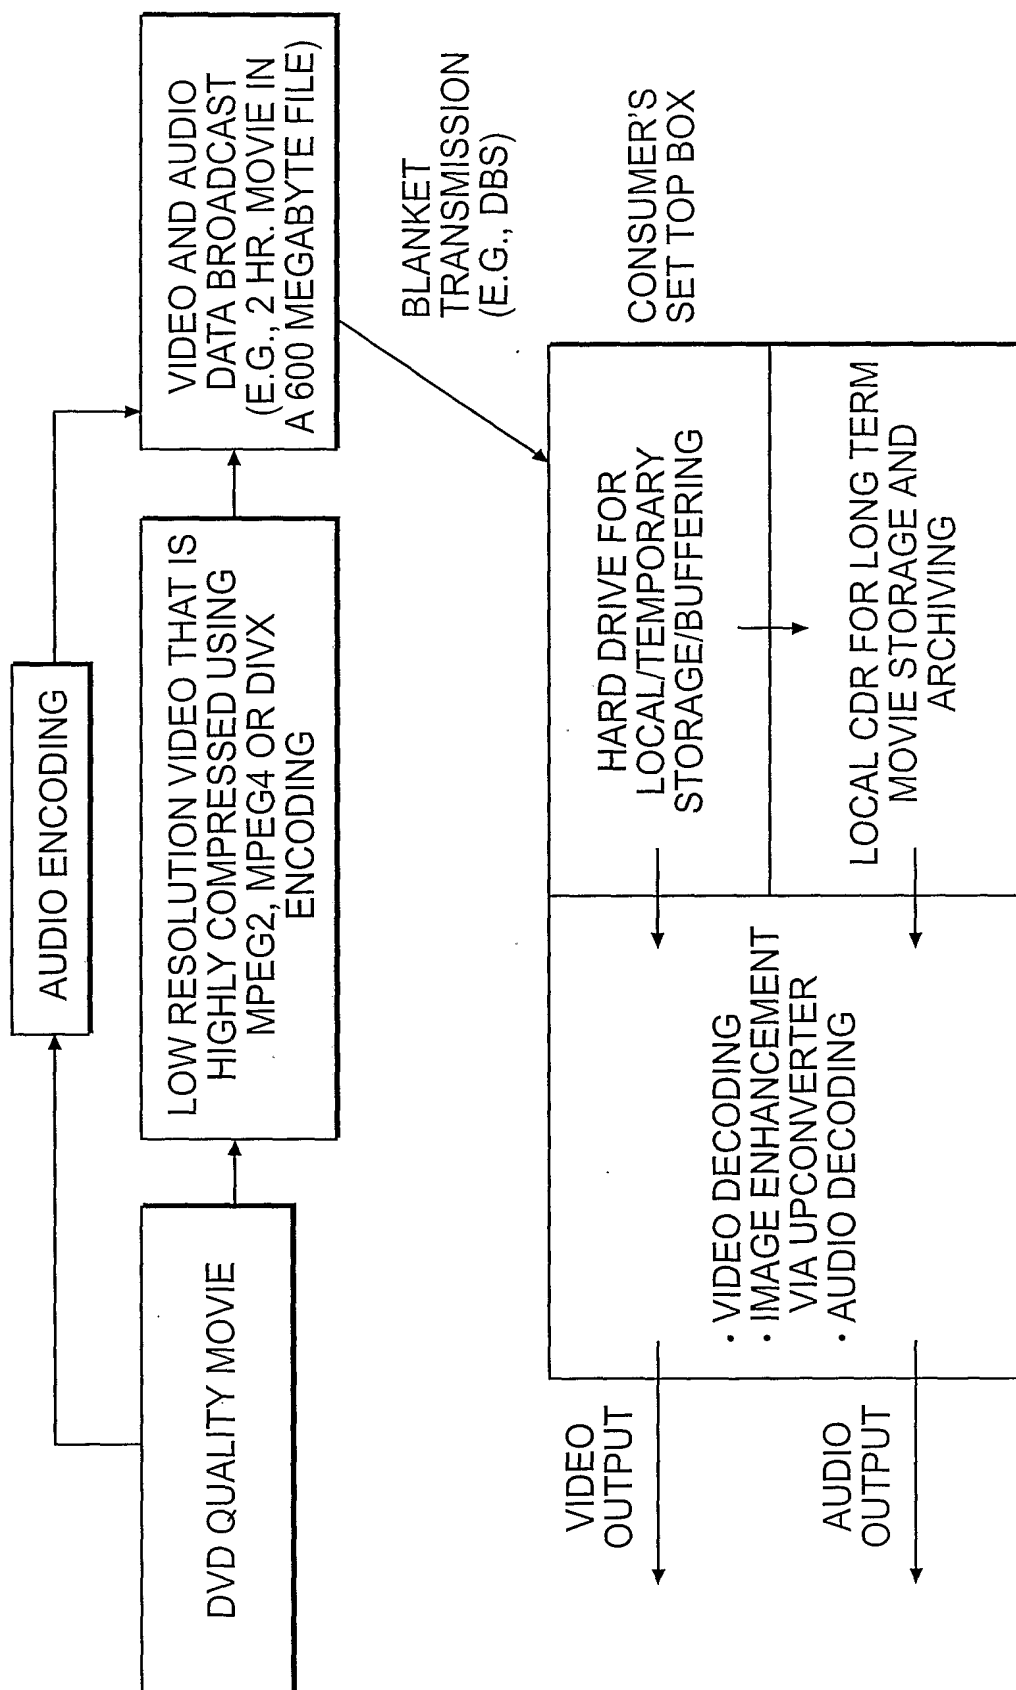 AUDIO ENCODING
DVD QUALITY MOVIE
LOW RESOLUTION VIDEO THAT IS
HIGHLY COMPRESSED USING
MPEG2, MPEG4 OR DIVX
ENCODING
VIDEO AND AUDIO
DATA BROADCAST
(E.G., 2 HR. MOVIE IN
A 600 MEGABYTE FILE)
BLANKET
TRANSMISSION
(E.G., DBS)
CONSUMER'S
SET TOP BOX
HARD DRIVE FOR
LOCAL/TEMPORARY
STORAGE/BUFFERING
LOCAL CDR FOR LONG TERM
MOVIE STORAGE AND
ARCHIVING
· VIDEO DECODING
· IMAGE ENHANCEMENT
VIA UPCONVERTER
· AUDIO DECODING
VIDEO
OUTPUT
AUDIO
OUTPUT